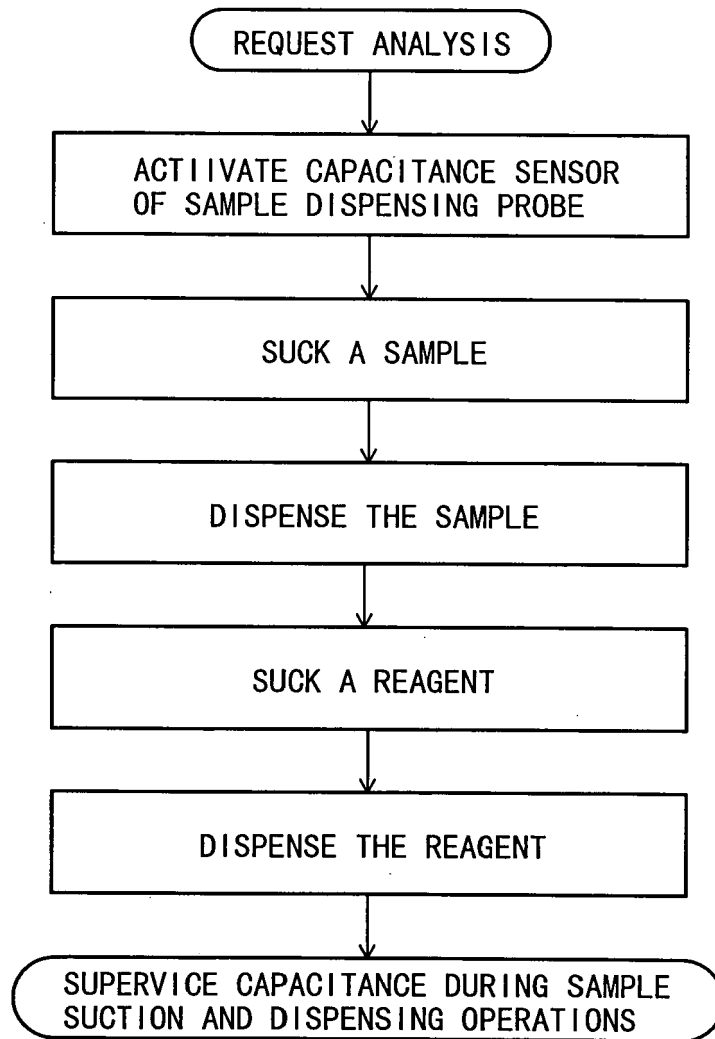 REQUEST ANALYSIS
ACTIIVATE CAPACITANCE SENSOR
OF SAMPLE DISPENSING PROBE
SUCK A SAMPLE
DISPENSE THE SAMPLE
SUCK A REAGENT
DISPENSE THE REAGENT
SUPERVICE CAPACITANCE DURING SAMPLE
SUCTION AND DISPENSING OPERATIONS